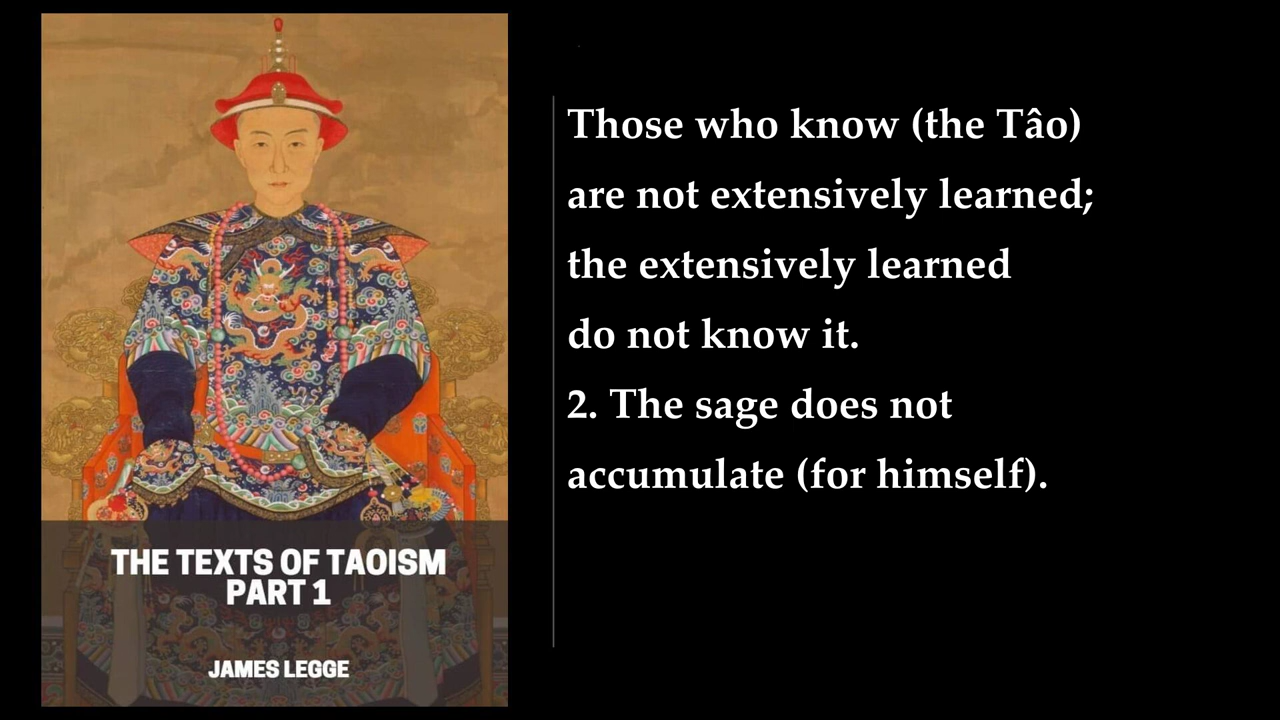 THE TEXTS OF TAOISM
PART 1
JAMES LEGGE
Those who know (the Tâo)
are not extensively learned;
the extensively learned
do not know it.
2. The sage does not
accumulate (for himself).